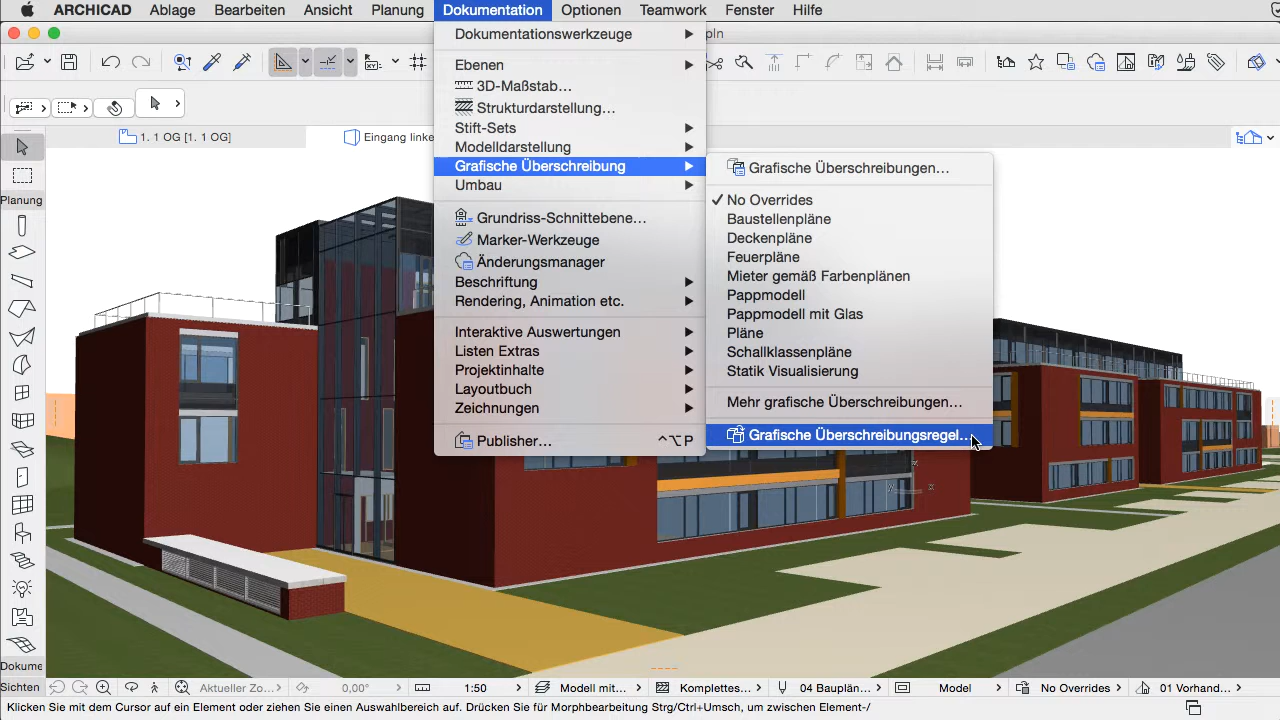 ARCHICAD Ablage Bearbeiten Ansicht Planung Dokumentation Optionen Teamwork Fenster Hilfe
Dokumentationswerkzeuge
Ebenen
3D-Maßstab…
Strukturdarstellung…
Stift-Sets
Modelldarstellung
Grafische Überschreibung
Umbau
Grundriss-Schnittebene…
Marker-Werkzeuge
Änderungsmanager
Beschriftung
Rendering, Animation etc.
Interaktive Auswertungen
Listen Extras
Projektinhalte
Layoutbuch
Zeichnungen
Publisher… ^⌥P
Grafische Überschreibungen…
✓ No Overrides
Baustellenpläne
Deckenpläne
Feuerpläne
Mieter gemäß Farbenplänen
Pappmodell
Pappmodell mit Glas
Pläne
Schallklassenpläne
Statik Visualisierung
Mehr grafische Überschreibungen…
Grafische Überschreibungsregel…
1. 1 OG [1. 1 OG]
Eingang linke
Planung
Dokume
Sichten
Aktueller Zo… 0,00° 1:50 Modell mit… Komplettes… 04 Bauplän… Model No Overrides 01 Vorhand…
Klicken Sie mit dem Cursor auf ein Element oder ziehen Sie einen Auswahlbereich auf. Drücken Sie für Morphbearbeitung Strg/Ctrl+Umsch, um zwischen Element-/